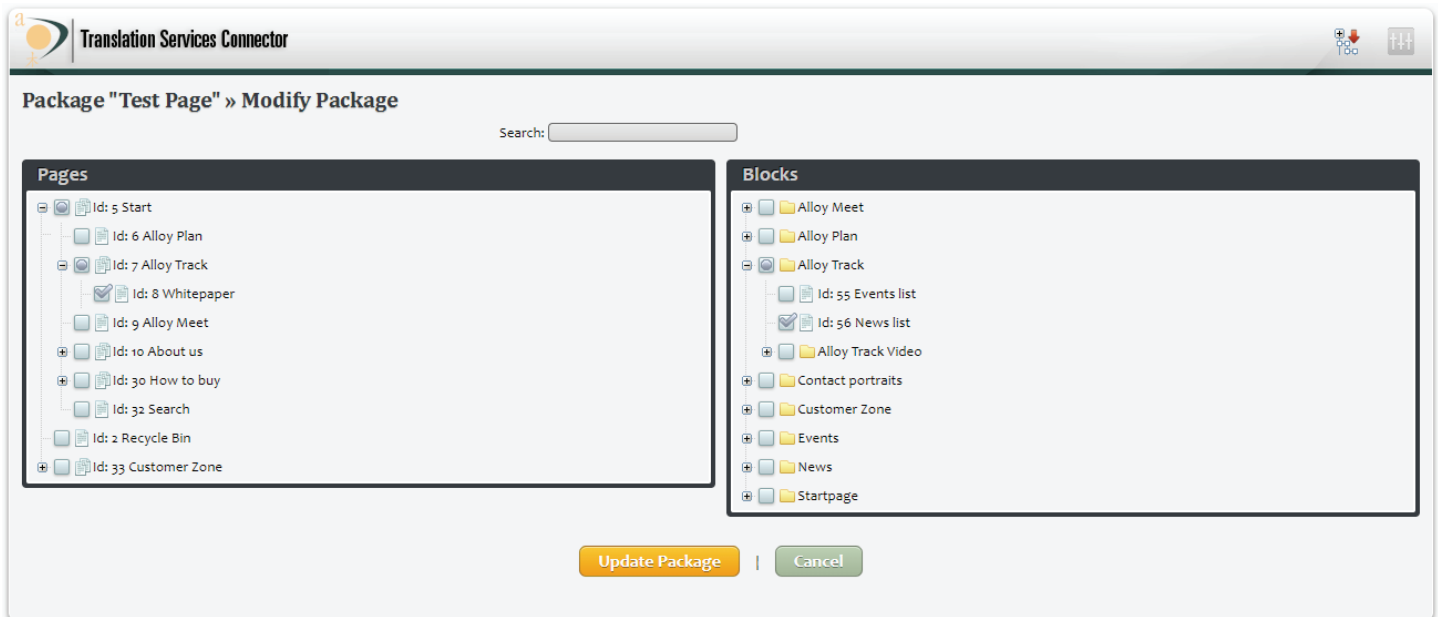 a
Translation Services Connector
Package "Test Page" » Modify Package
Search:
Pages
Id: 5 Start
Id: 6 Alloy Plan
Id: 7 Alloy Track
Id: 8 Whitepaper
Id: 9 Alloy Meet
Id: 10 About us
Id: 30 How to buy
Id: 32 Search
Id: 2 Recycle Bin
Id: 33 Customer Zone
Blocks
Alloy Meet
Alloy Plan
Alloy Track
Id: 55 Events list
Id: 56 News list
Alloy Track Video
Contact portraits
Customer Zone
Events
News
Startpage
Update Package | Cancel